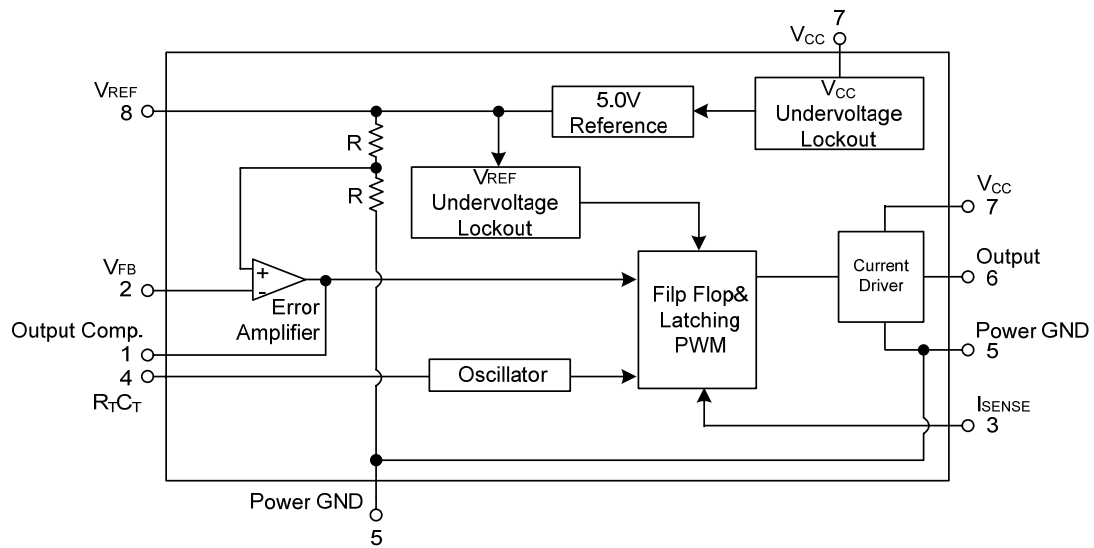 7
VCC
VREF
8
5.0V
Reference
VCC
Undervoltage
Lockout
R
R
VREF
Undervoltage
Lockout
VCC
7
VFB
2
+
-
Error
Amplifier
Filp Flop&
Latching
PWM
Current
Driver
Output
6
Output Comp.
1
Power GND
5
4
RTCT
Oscillator
ISENSE
3
Power GND
5